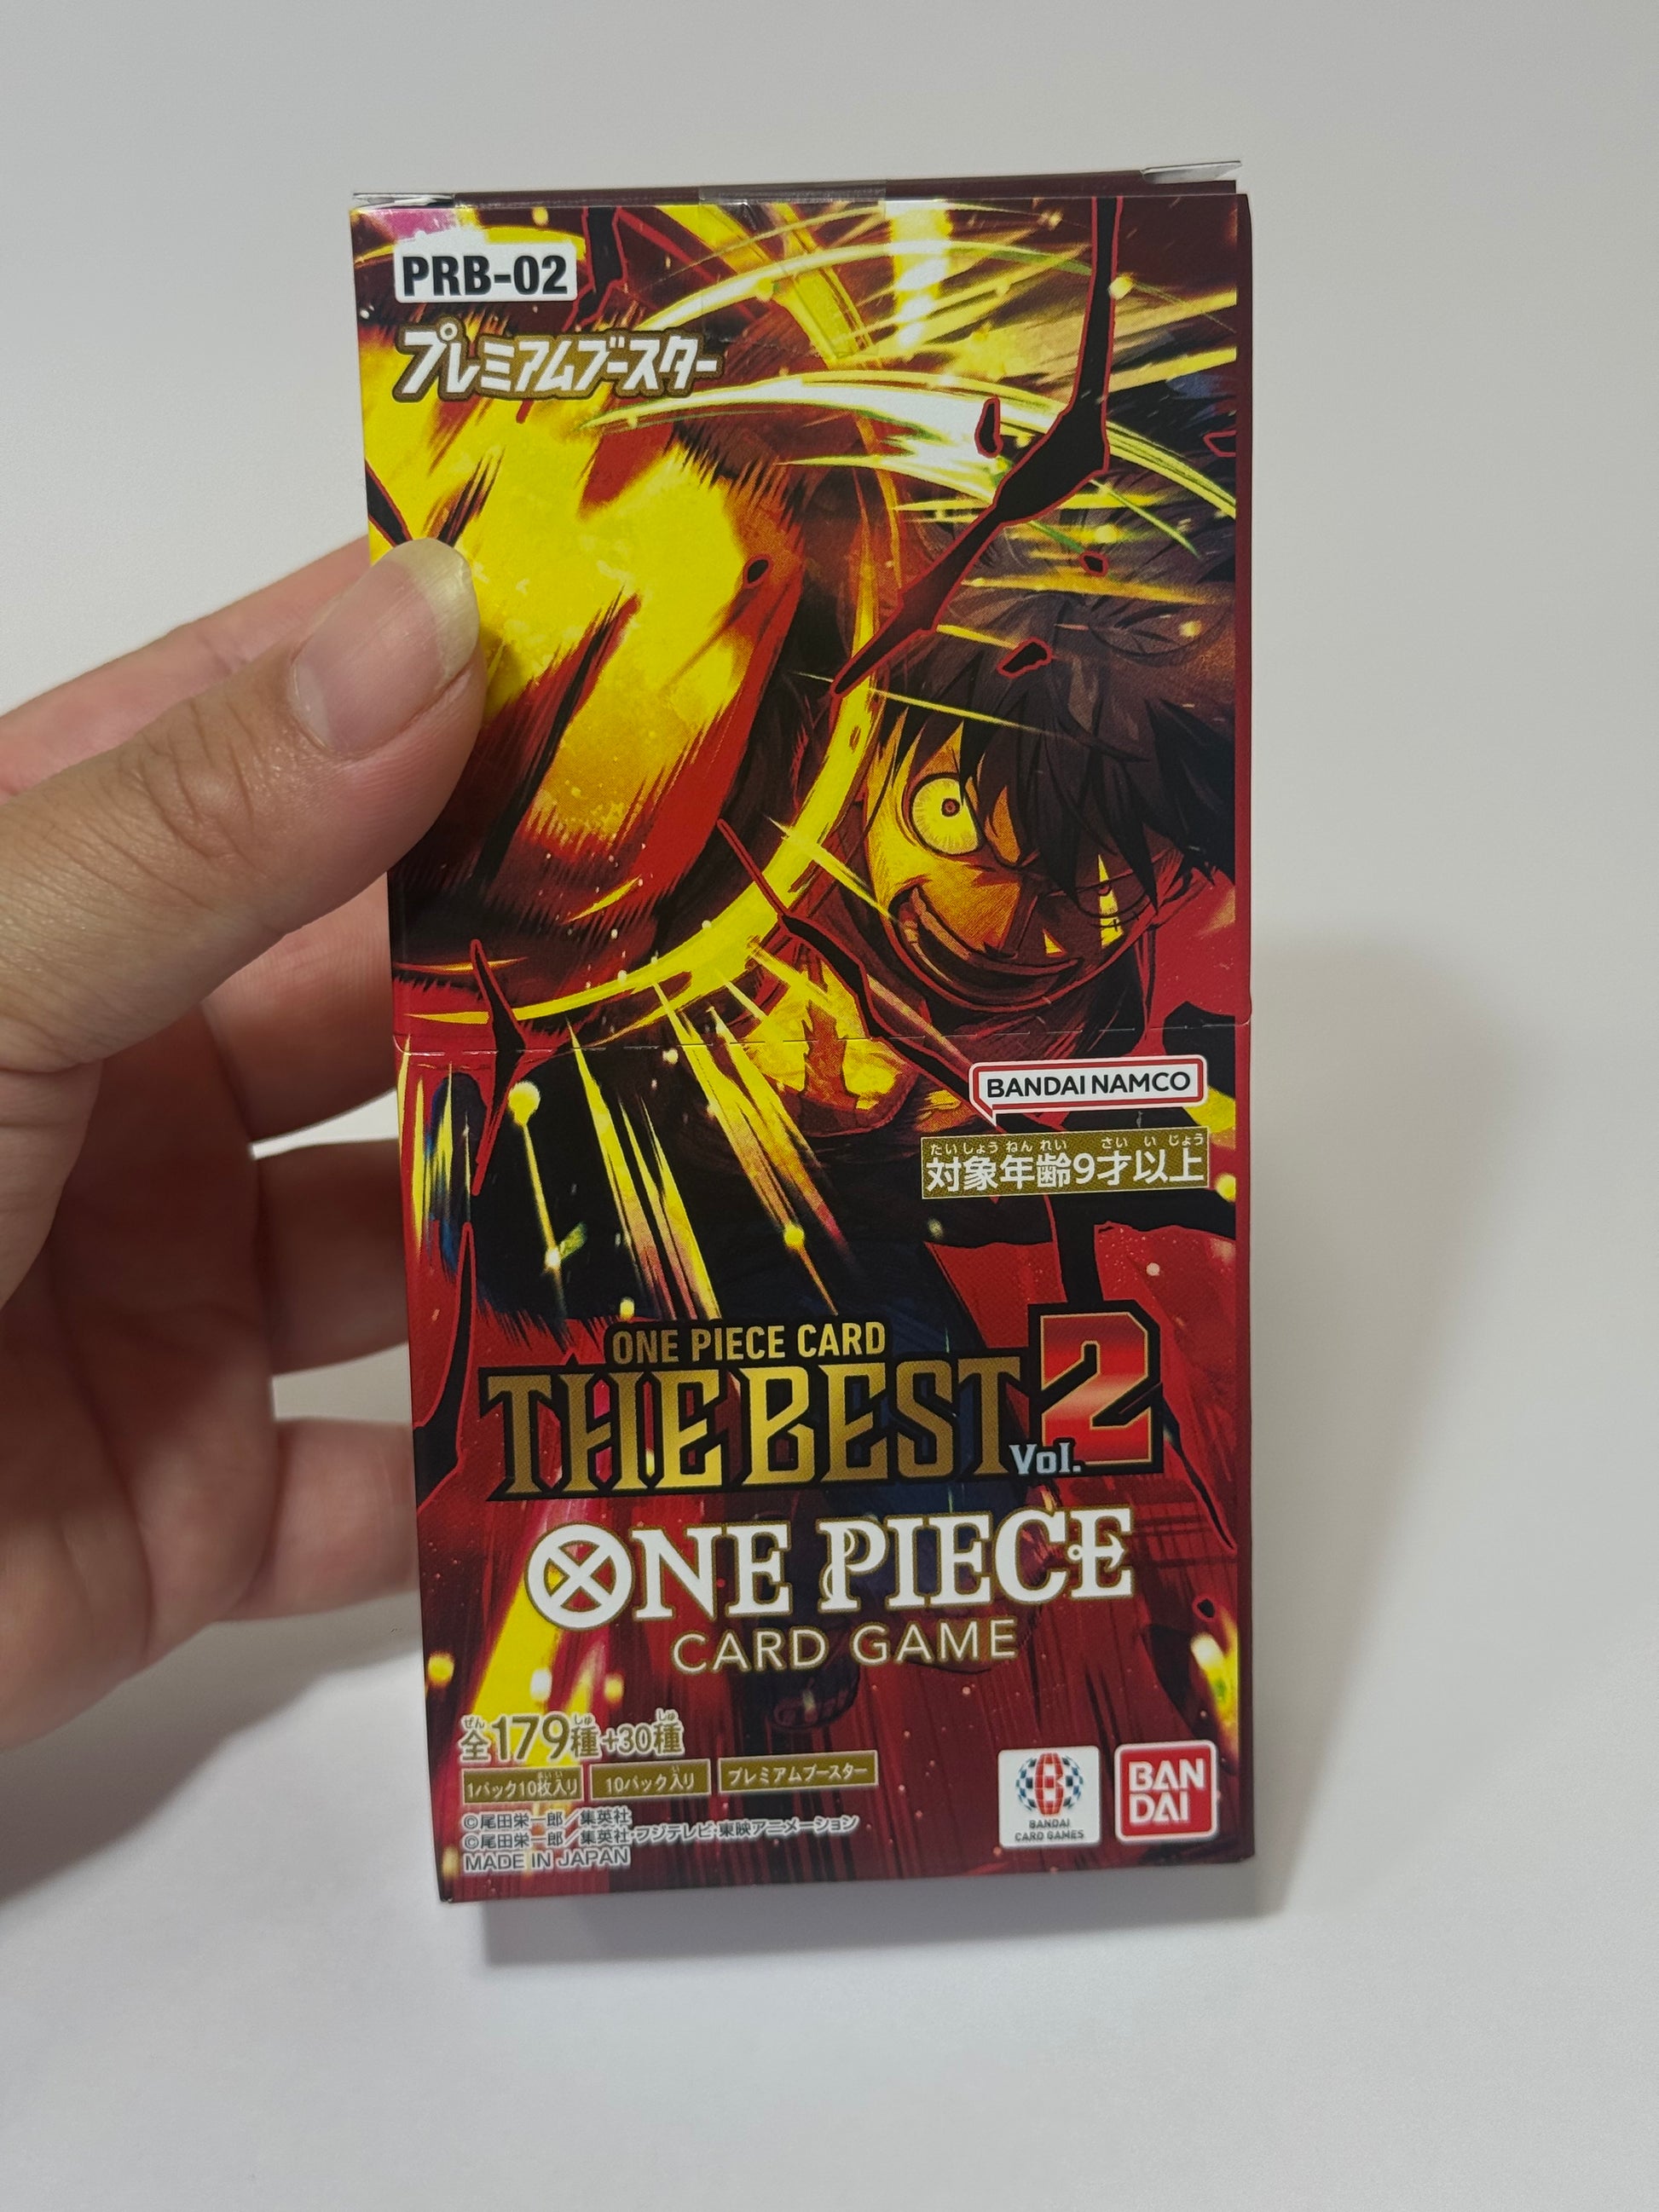 PRB-02
プレミアムブースター
BANDAI NAMCO
たいしょうねんれい さいいじょう
対象年齢9才以上
ONE PIECE CARD
THE BEST
Vol.2
ONE PIECE
CARD GAME
ぜん しゅ しゅ
全179種+30種
まいい い
1パック10枚入り 10パック入り プレミアムブースター
©尾田栄一郎/集英社
©尾田栄一郎/集英社・フジテレビ・東映アニメーション
MADE IN JAPAN
BANDAI
CARD GAMES
BAN
DAI